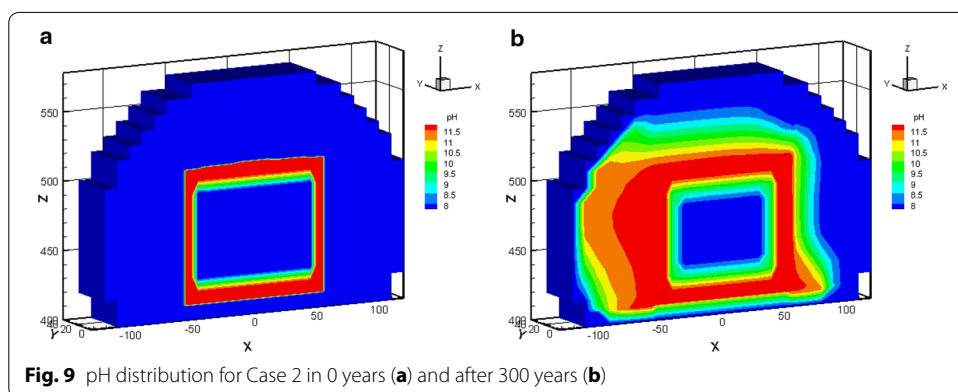 a
b
Z
Y
X
pH
11.5
11
10.5
10
9.5
9
8.5
8
550
500
450
400
Z
Y
20
0
-100
-50
0
50
100
X
Z
Y
X
pH
11.5
11
10.5
10
9.5
9
8.5
8
550
500
450
400
Z
Y
20
0
-100
-50
0
50
100
X
Fig. 9 pH distribution for Case 2 in 0 years (a) and after 300 years (b)